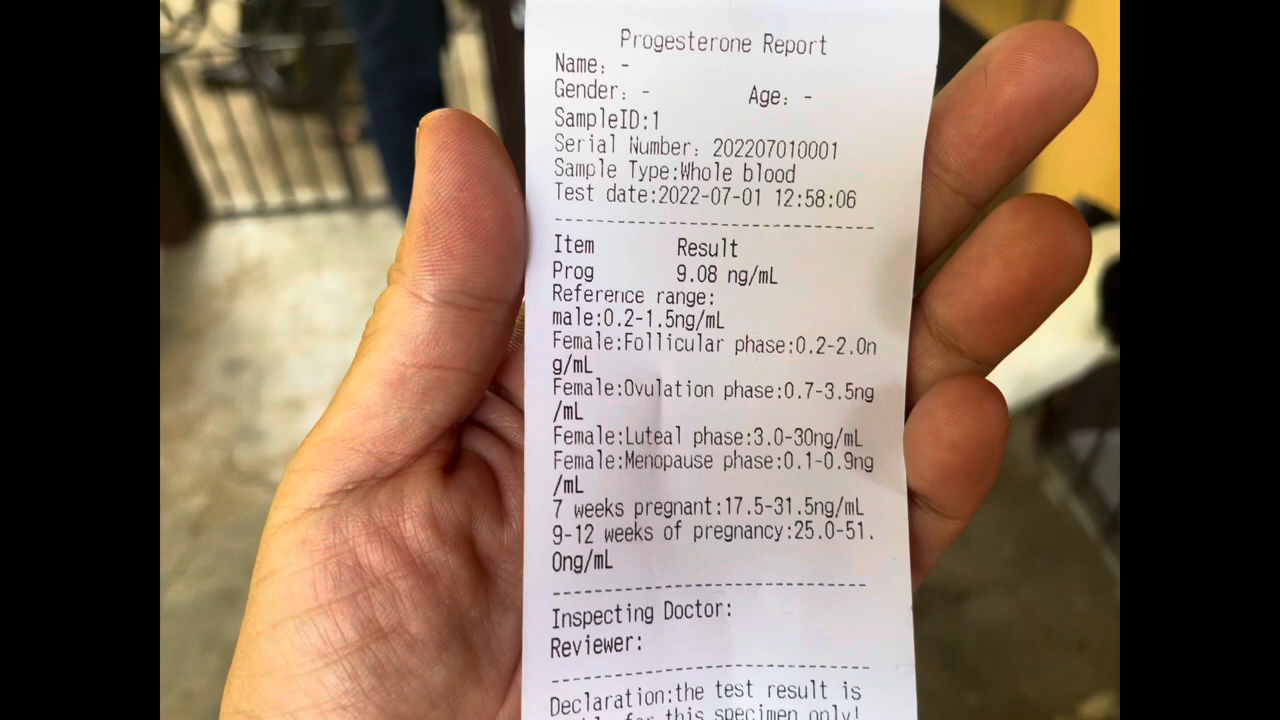 Progesterone Report
Name: -
Gender: - Age: -
SampleID:1
Serial Number: 202207010001
Sample Type:Whole blood
Test date:2022-07-01 12:58:06
--------------------------------
Item Result
Prog 9.08 ng/mL
Reference range:
male:0.2-1.5ng/mL
Female:Follicular phase:0.2-2.0n
g/mL
Female:Ovulation phase:0.7-3.5ng
/mL
Female:Luteal phase:3.0-30ng/mL
Female:Menopause phase:0.1-0.9ng
/mL
7 weeks pregnant:17.5-31.5ng/mL
9-12 weeks of pregnancy:25.0-51.
0ng/mL
--------------------------------
Inspecting Doctor:
Reviewer:
--------------------------------
Declaration:the test result is
for this specimen only!